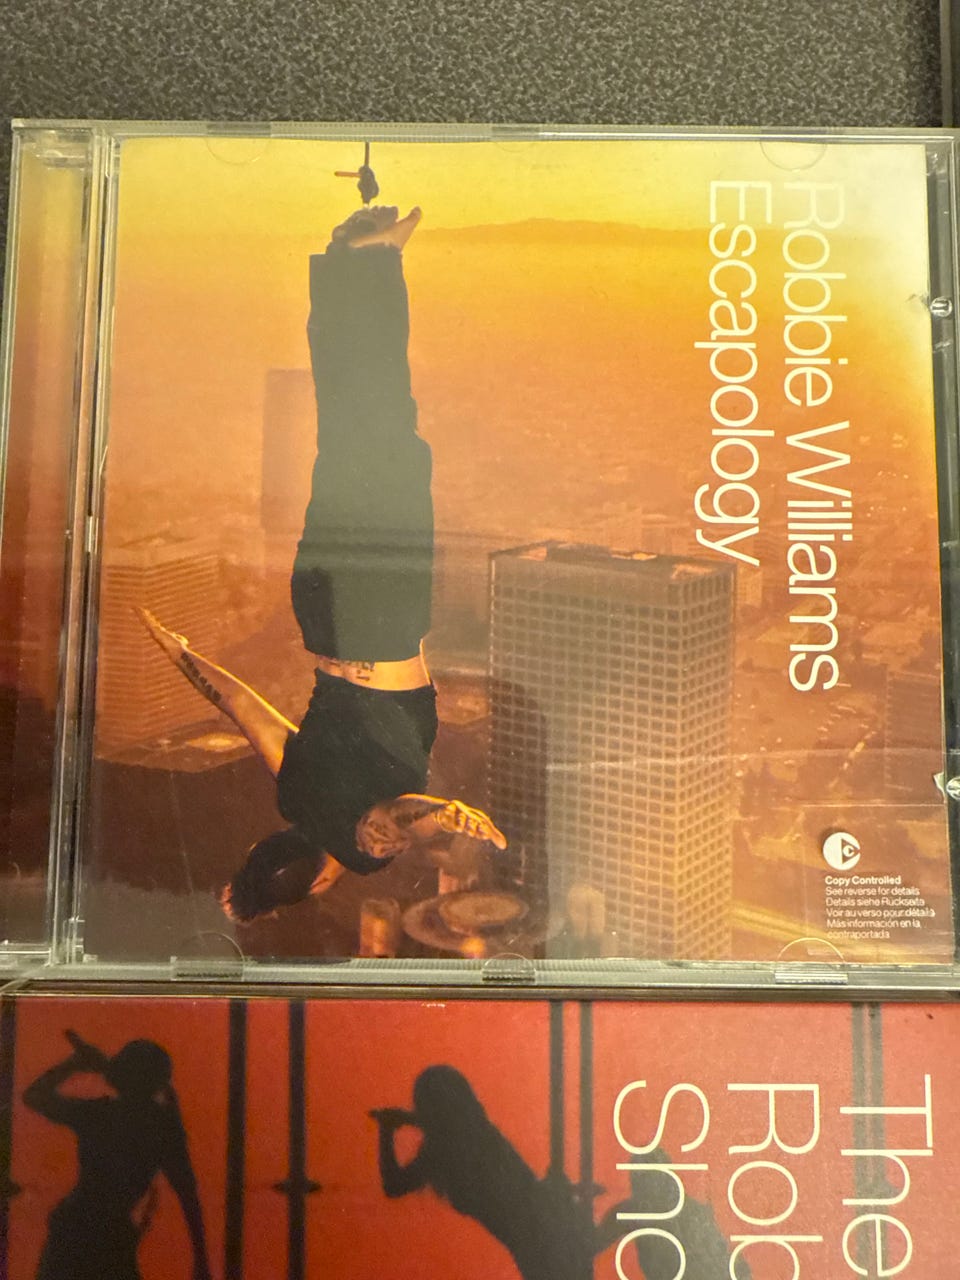 Robbie Williams
Escapology
Copy Controlled
See reverse for details
Details siehe Rückseite
Voir au verso pour détails
Más información en la
contraportada
The
Rob
Sho